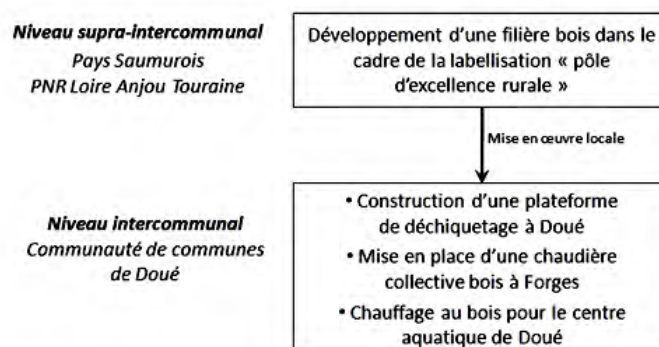 Niveau supra-intercommunal
Pays Saumurois
PNR Loire Anjou Touraine
Développement d'une filière bois dans le
cadre de la labellisation « pôle
d'excellence rurale »
Mise en œuvre locale
Niveau intercommunal
Communauté de communes
de Doué
• Construction d'une plateforme
de déchiquetage à Doué
• Mise en place d'une chaudière
collective bois à Forges
• Chauffage au bois pour le centre
aquatique de Doué